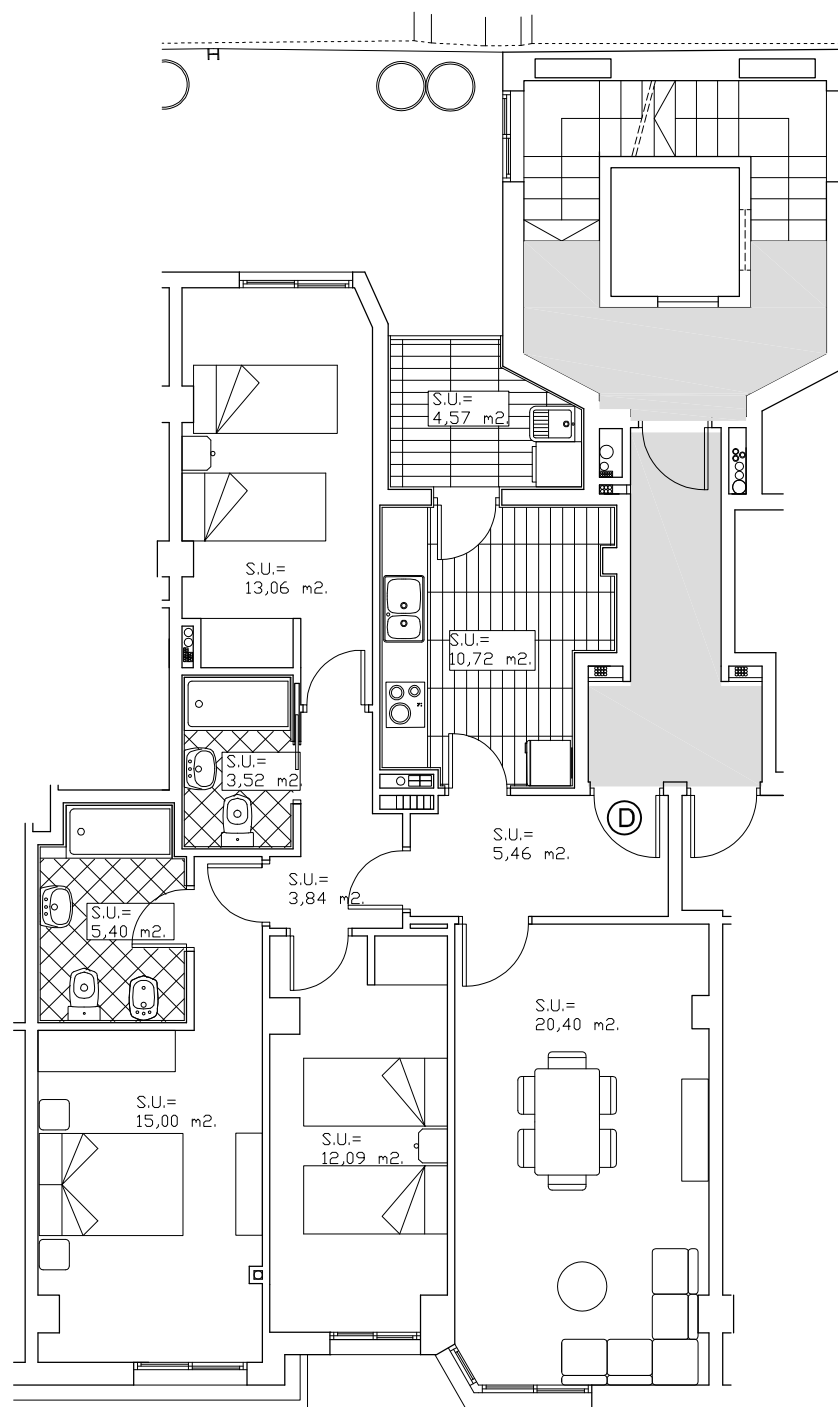 S.U.=
4,57 m2.
S.U.=
13,06 m2.
S.U.=
10,72 m2.
S.U.=
3,52 m2
D
S.U.=
5,46 m2.
S.U.=
3,84 m2.
S.U.=
5,40 m2.
S.U.=
20,40 m2.
S.U.=
15,00 m2.
S.U.=
12,09 m2.